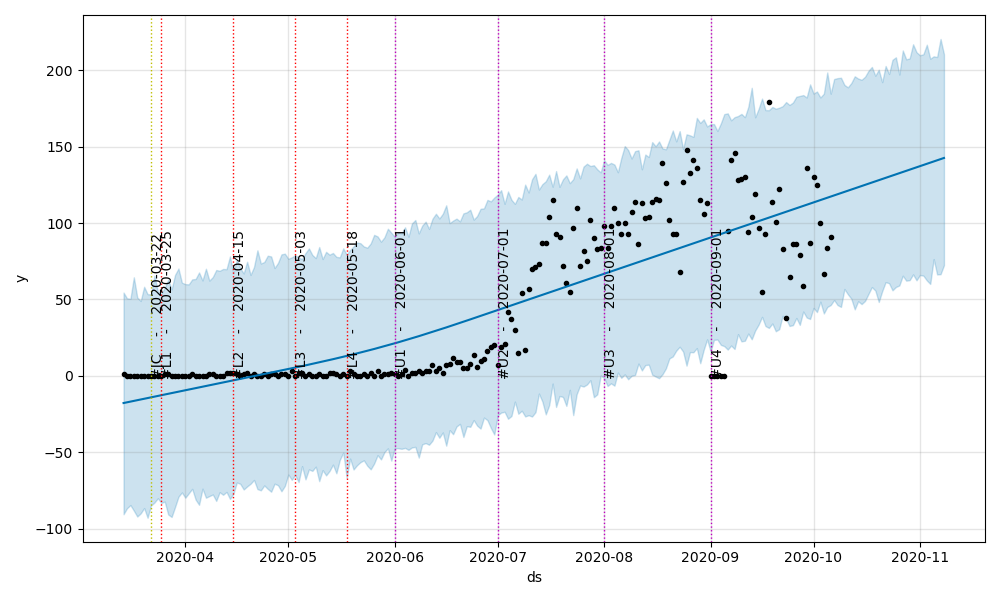 200
150
100
50
0
−50
−100
y
#JC - 2020-03-22
#L1 - 2020-03-25
#L2 - 2020-04-15
#L3 - 2020-05-03
#L4 - 2020-05-18
#U1 - 2020-06-01
#U2 - 2020-07-01
#U3 - 2020-08-01
#U4 - 2020-09-01
2020-04 2020-05 2020-06 2020-07 2020-08 2020-09 2020-10 2020-11
ds